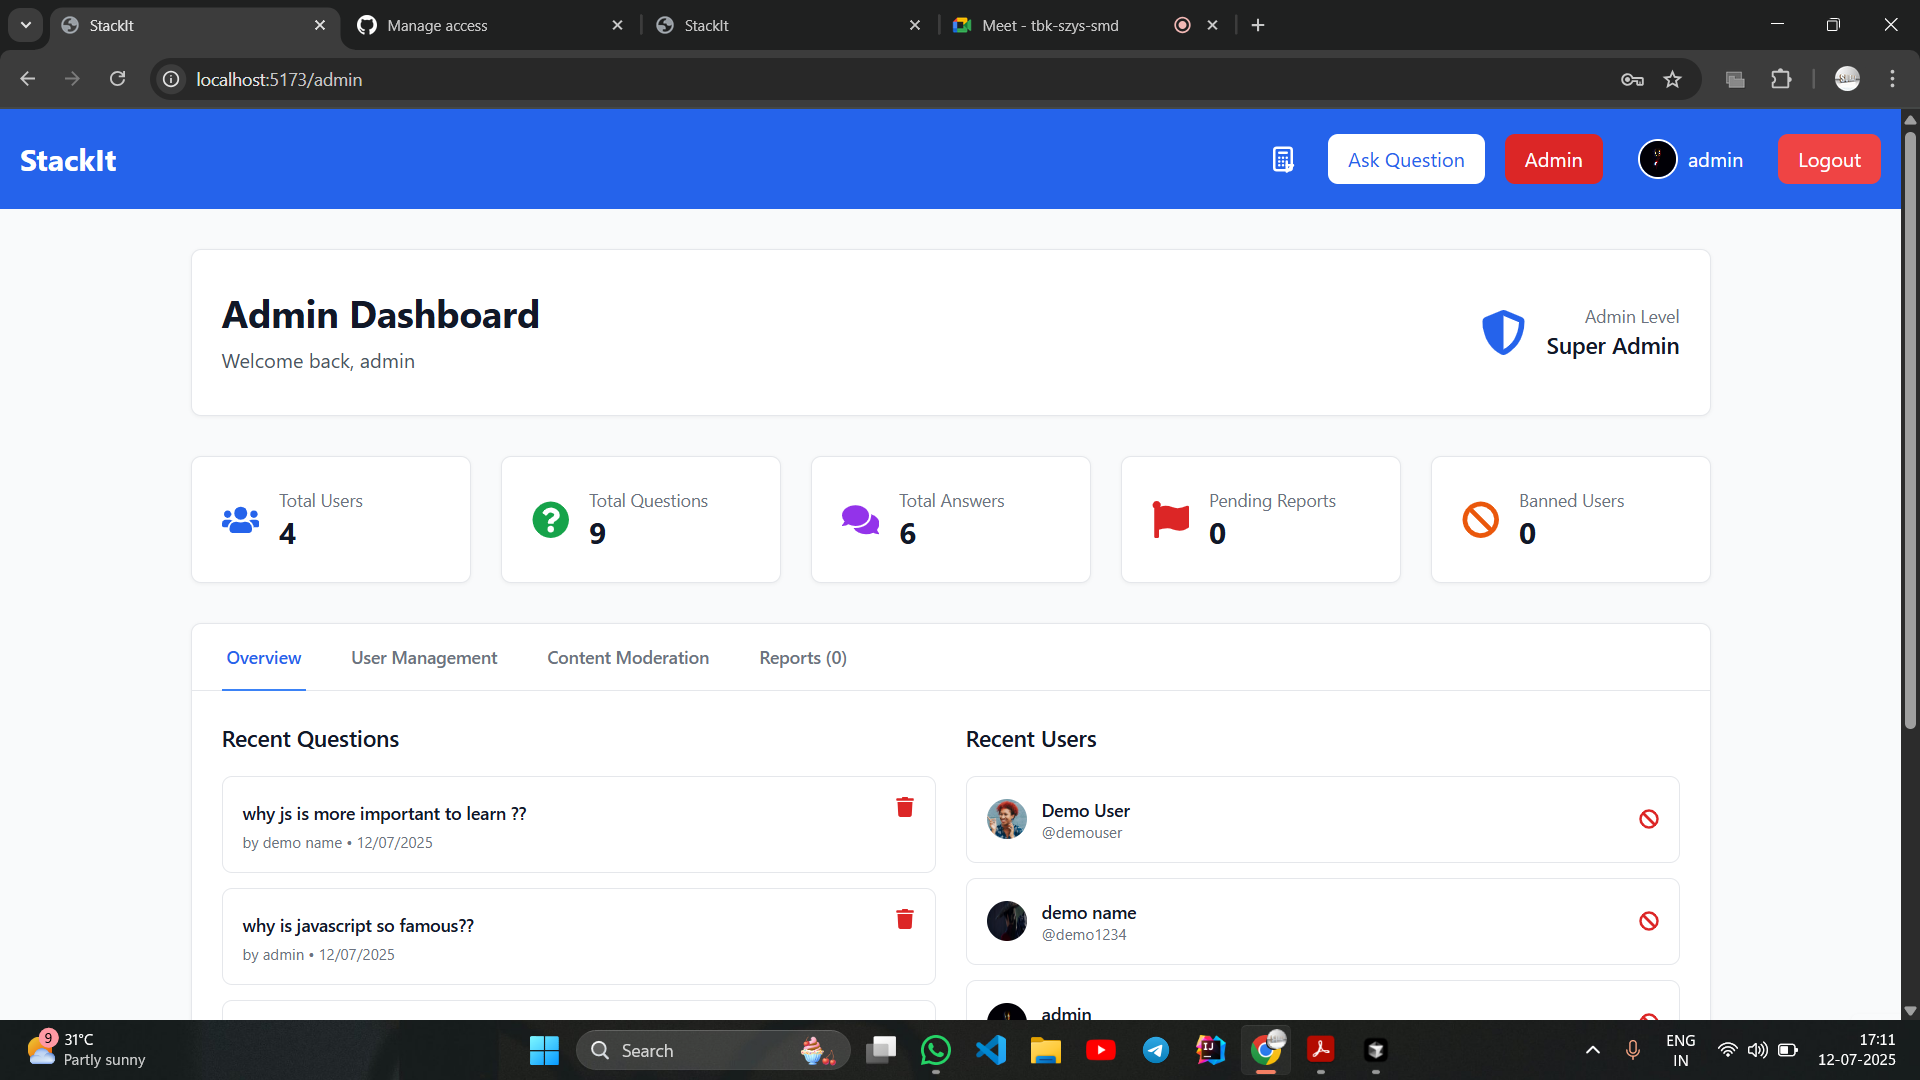 StackIt
Manage access
StackIt
Meet - tbk-szys-smd
localhost:5173/admin
StackIt
Ask Question
Admin
admin
Logout
Admin Dashboard
Welcome back, admin
Admin Level
Super Admin
Total Users
4
Total Questions
9
Total Answers
6
Pending Reports
0
Banned Users
0
Overview
User Management
Content Moderation
Reports (0)
Recent Questions
why js is more important to learn ??
by demo name • 12/07/2025
why is javascript so famous??
by admin • 12/07/2025
Recent Users
Demo User
@demouser
demo name
@demo1234
admin
9
31°C
Partly sunny
Search
IJ
ENG
IN
17:11
12-07-2025